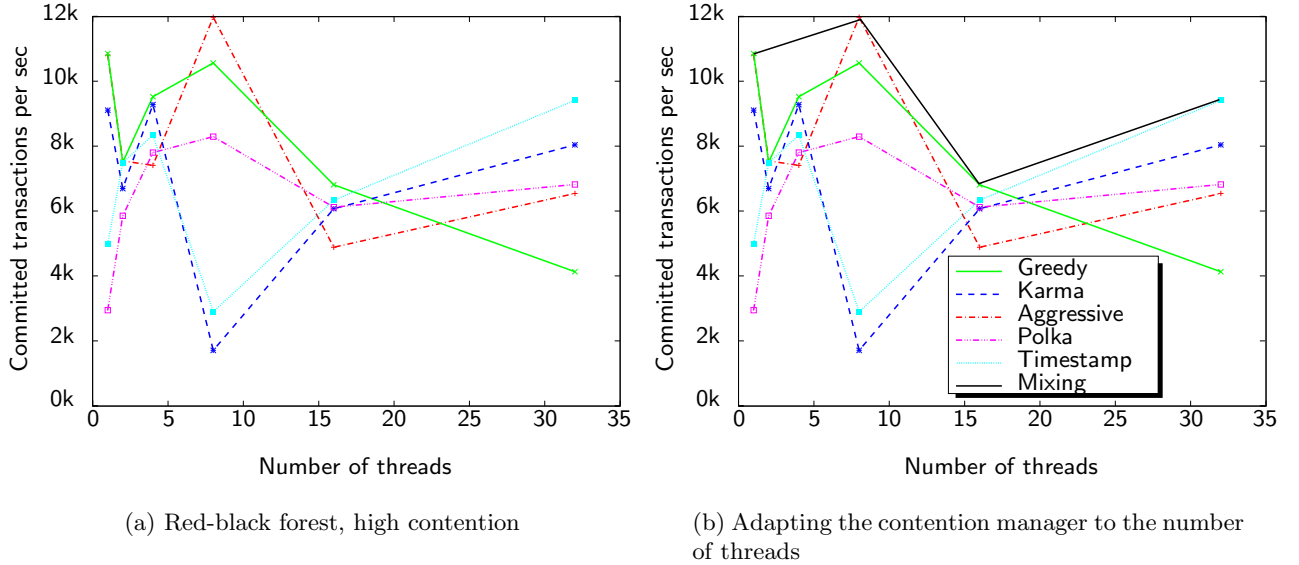 12k
10k
8k
6k
4k
2k
0k
0 5 10 15 20 25 30 35
Committed transactions per sec
Number of threads
(a) Red-black forest, high contention
12k
10k
8k
6k
4k
2k
0k
0 5 10 15 20 25 30 35
Committed transactions per sec
Number of threads
Greedy
Karma
Aggressive
Polka
Timestamp
Mixing
(b) Adapting the contention manager to the number
of threads